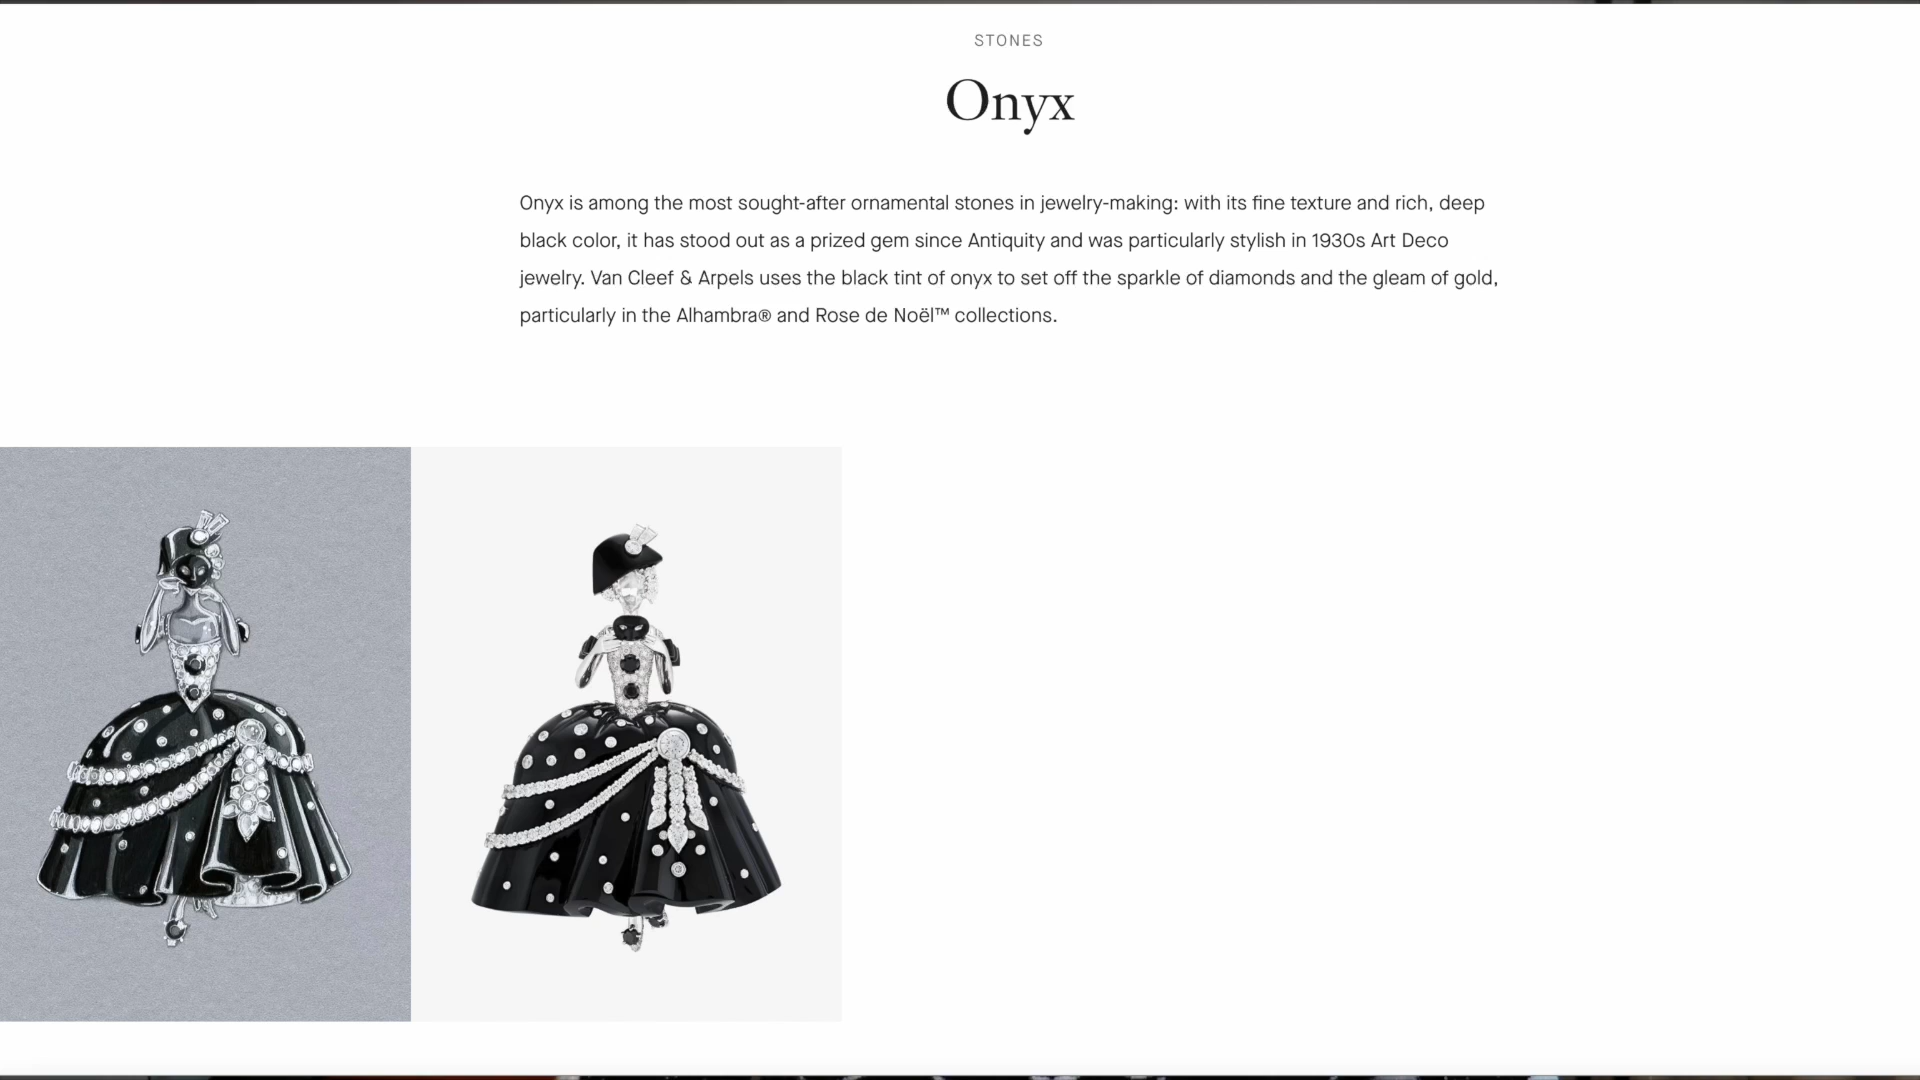 STONES
Onyx
Onyx is among the most sought-after ornamental stones in jewelry-making: with its fine texture and rich, deep
black color, it has stood out as a prized gem since Antiquity and was particularly stylish in 1930s Art Deco
jewelry. Van Cleef & Arpels uses the black tint of onyx to set off the sparkle of diamonds and the gleam of gold,
particularly in the Alhambra® and Rose de Noël™ collections.